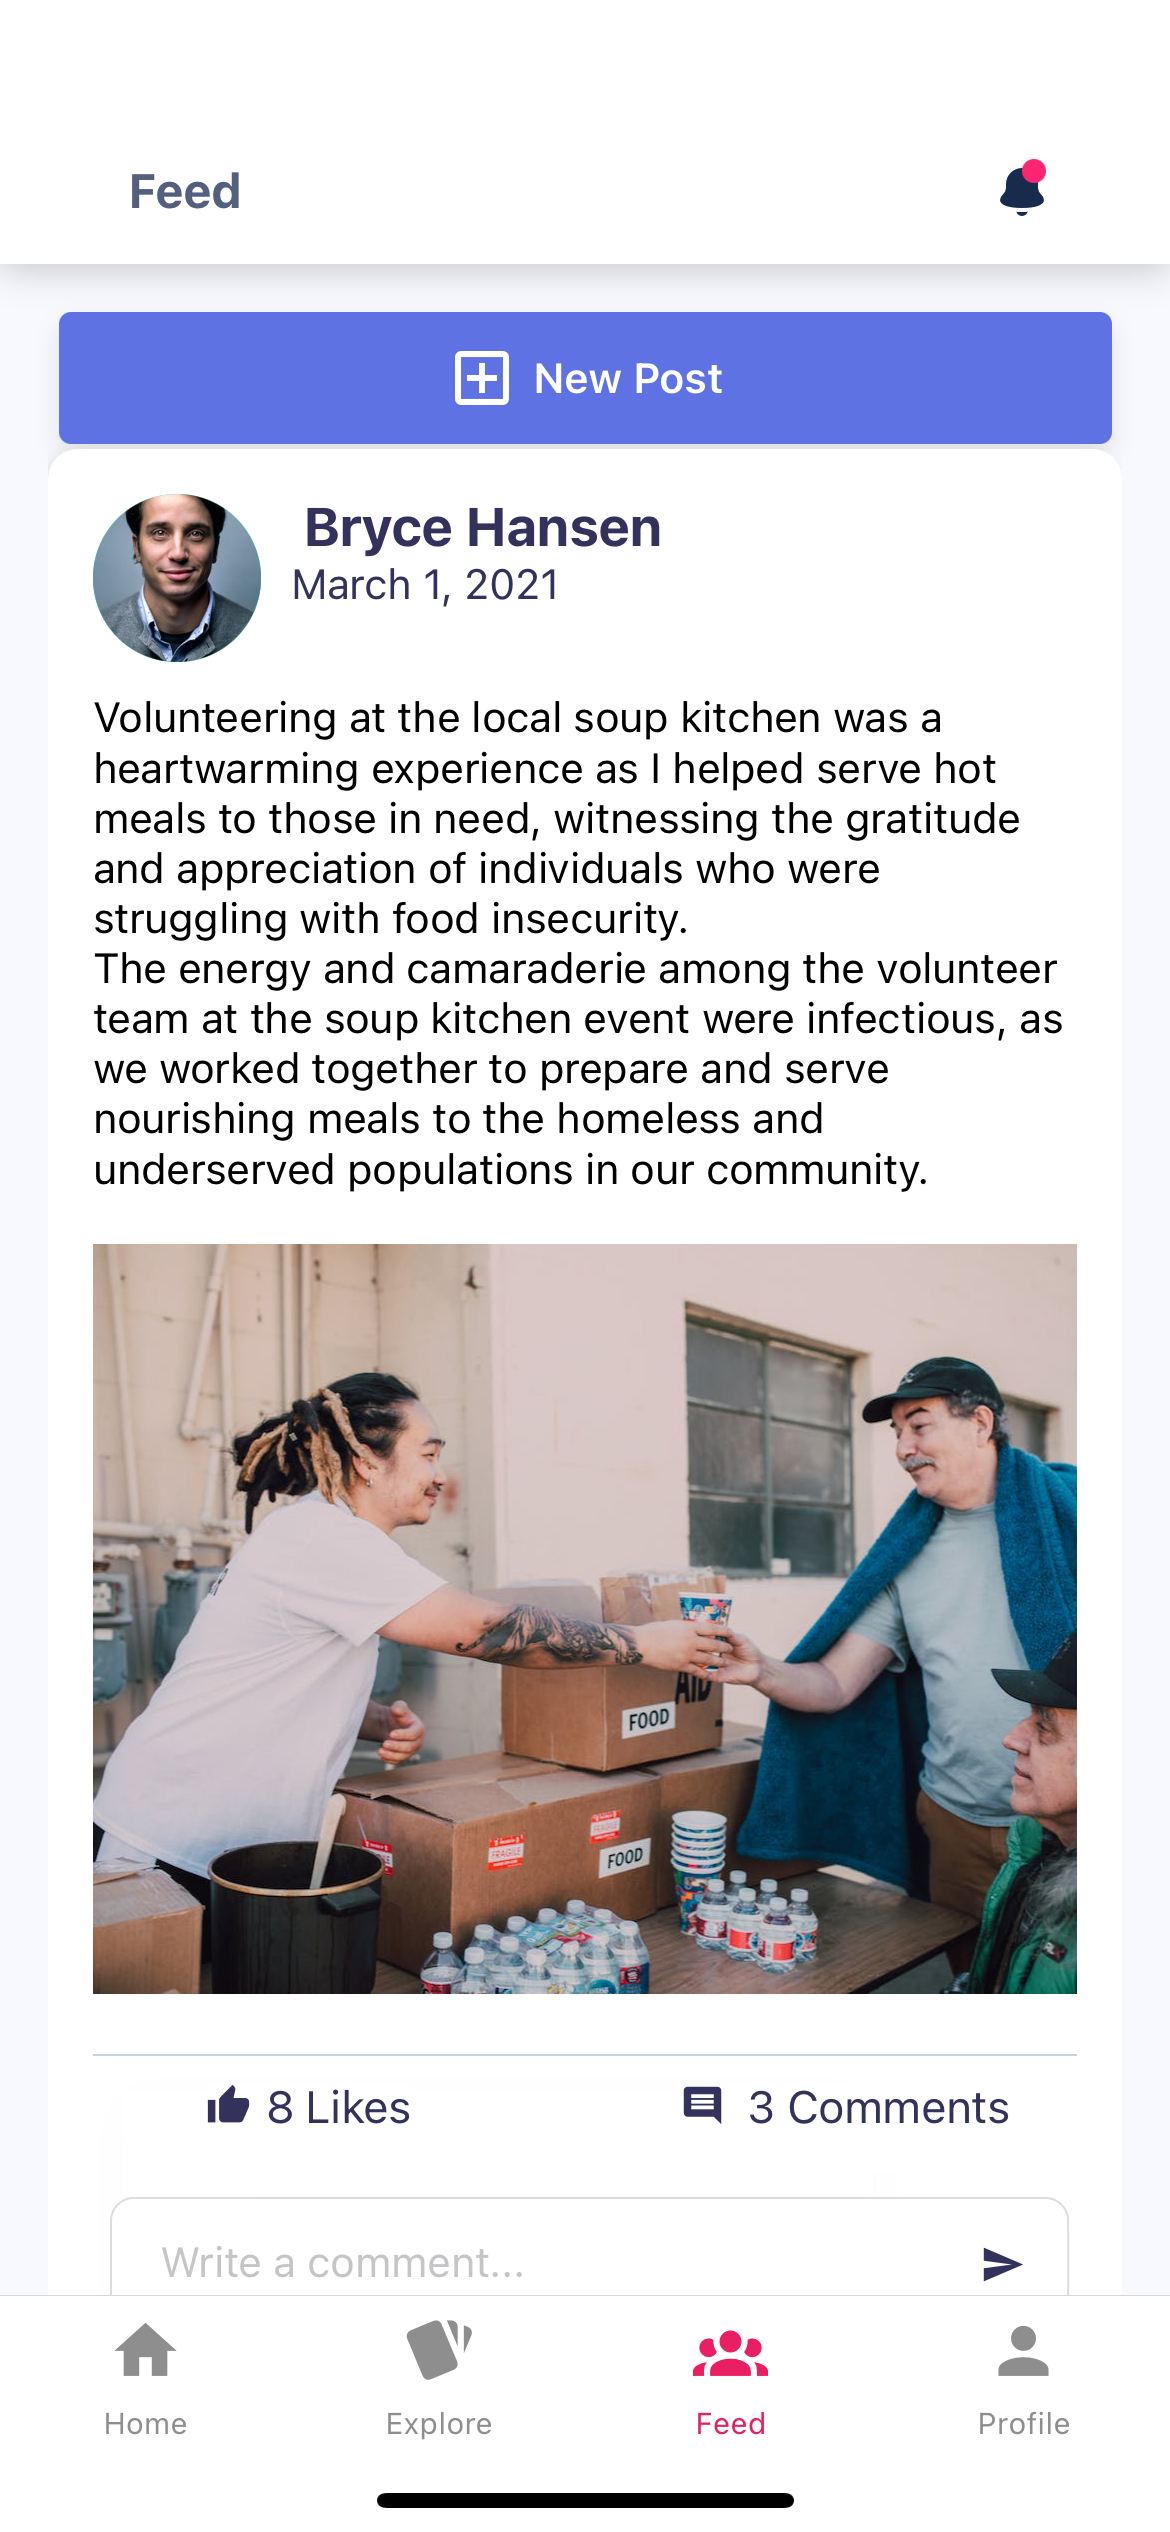 Feed
New Post
Bryce Hansen
March 1, 2021
Volunteering at the local soup kitchen was a
heartwarming experience as I helped serve hot
meals to those in need, witnessing the gratitude
and appreciation of individuals who were
struggling with food insecurity.
The energy and camaraderie among the volunteer
team at the soup kitchen event were infectious, as
we worked together to prepare and serve
nourishing meals to the homeless and
underserved populations in our community.
AID
FOOD
FRAGILE
FRAGILE
FOOD
8 Likes
3 Comments
Write a comment...
Home
Explore
Feed
Profile